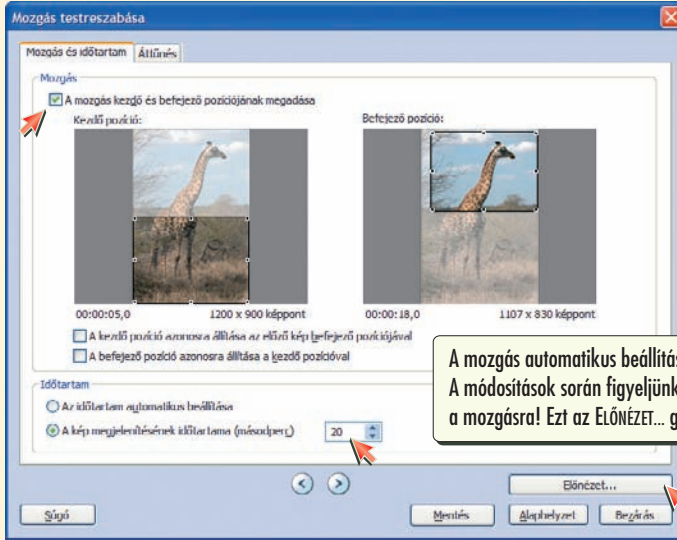 Mozgás testreszabása
Mozgás és időtartam Áttűnés
Mozgás
A mozgás kezdő és befejező pozíciójának megadása
Kezdő pozíció: Befejező pozíció:
00:00:05,0 1200 x 900 képpont 00:00:18,0 1107 x 830 képpont
A kezdő pozíció azonosra állítása az előző kép befejező pozíciójával
A befejező pozíció azonosra állítása a kezdő pozícióval
A mozgás automatikus beállítás
A módosítások során figyeljünk
a mozgásra! Ezt az ELŐNÉZET... g
Időtartam
Az időtartam automatikus beállítása
A kép megjelenítésének időtartama (másodperc) 20
Előnézet...
Súgó Mentés Alaphelyzet Bezárás